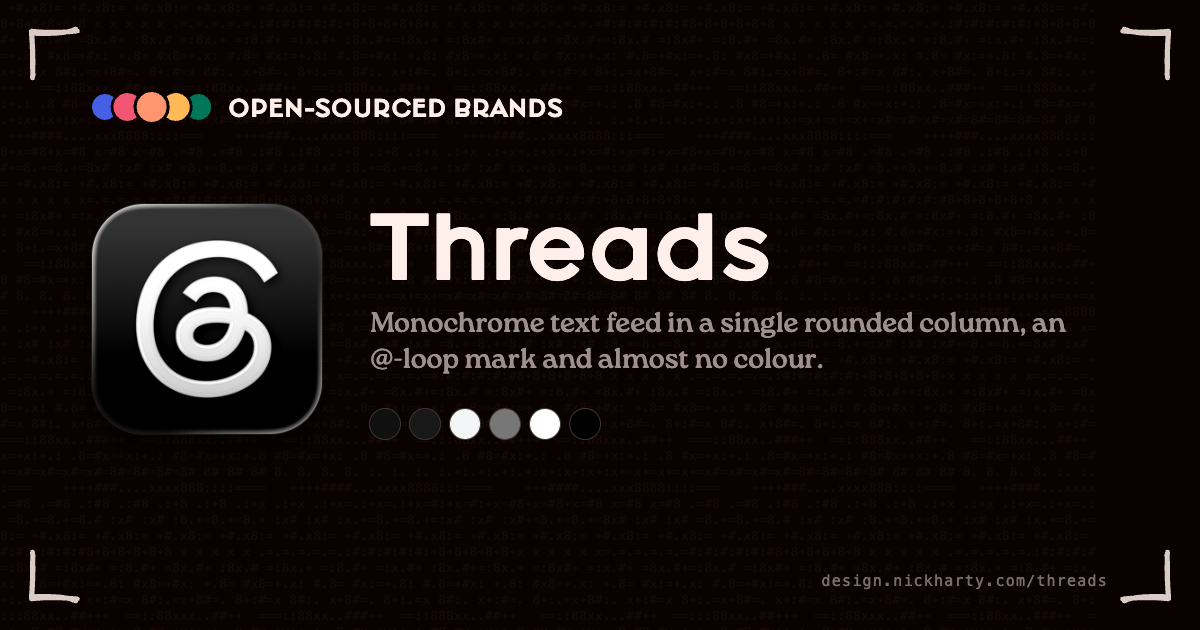 OPEN-SOURCED BRANDS
Threads
Monochrome text feed in a single rounded column, an
@-loop mark and almost no colour.
design.nickharty.com/threads